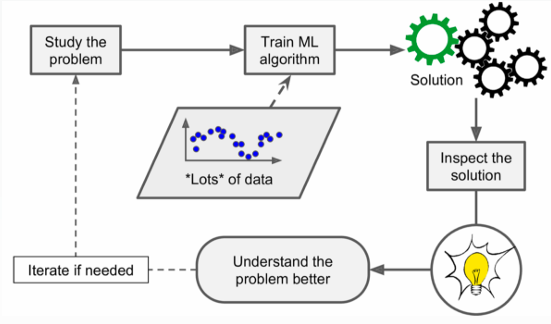 Study the
problem
Train ML
algorithm
Solution
*Lots* of data
Inspect the
solution
Understand the
problem better
Iterate if needed